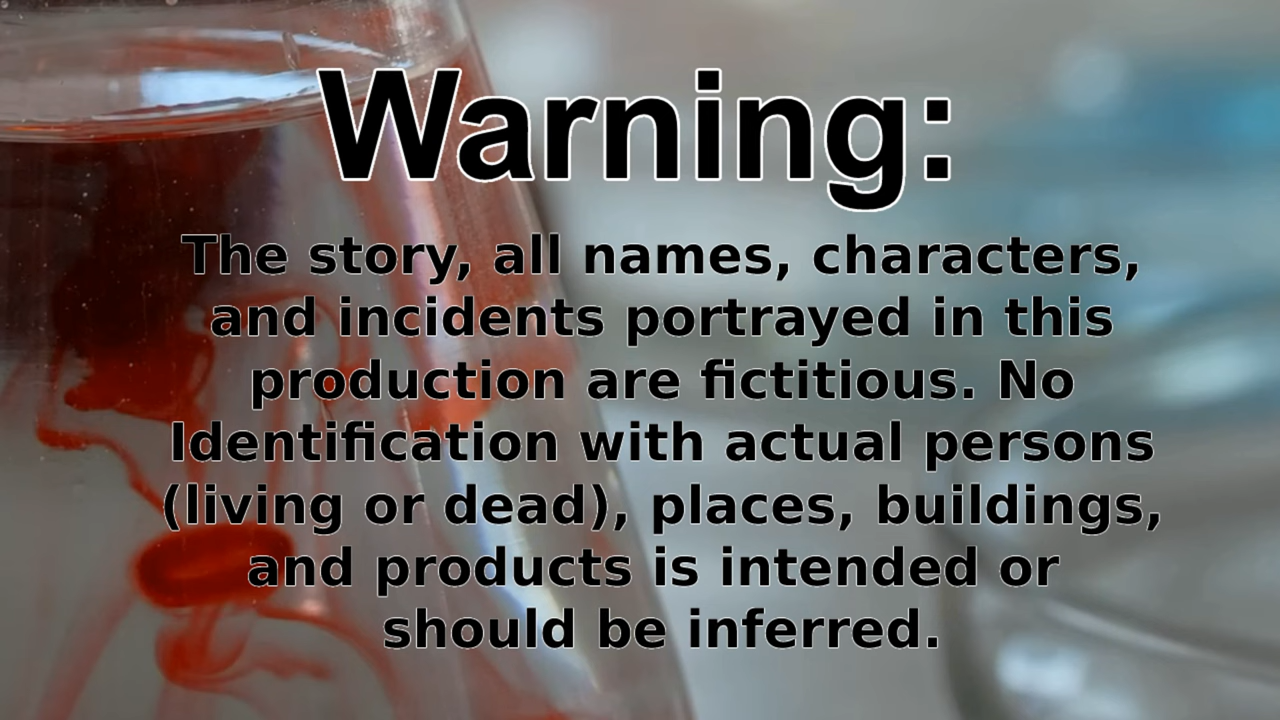 Warning:
The story, all names, characters,
and incidents portrayed in this
production are fictitious. No
Identification with actual persons
(living or dead), places, buildings,
and products is intended or
should be inferred.